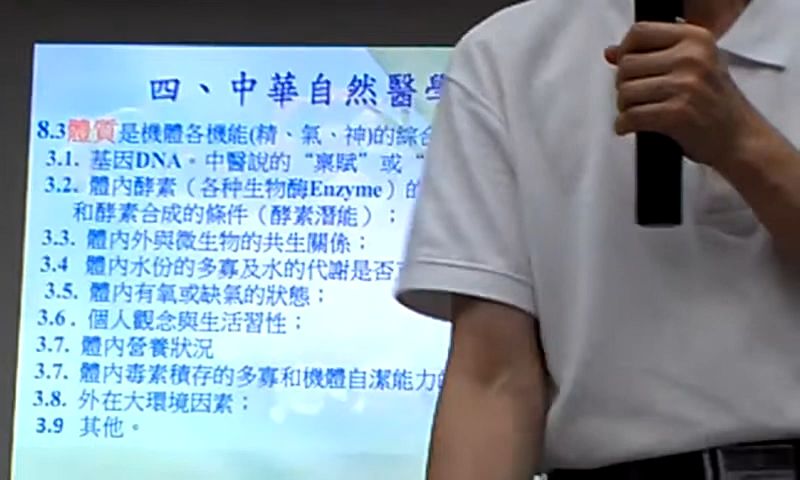 四、中華自然醫學
8.3體質是機體各機能(精、氣、神)的綜合
3.1. 基因DNA。中醫說的“稟賦”或“
3.2. 體內酵素（各种生物酶Enzyme）的
和酵素合成的條件（酵素潛能）；
3.3. 體內外與微生物的共生關係；
3.4 體內水份的多寡及水的代謝是否
3.5. 體內有氧或缺氣的狀態；
3.6. 個人觀念與生活習性；
3.7. 體內營養狀況
3.7. 體內毒素積存的多寡和機體自潔能力的
3.8. 外在大環境因素；
3.9 其他。